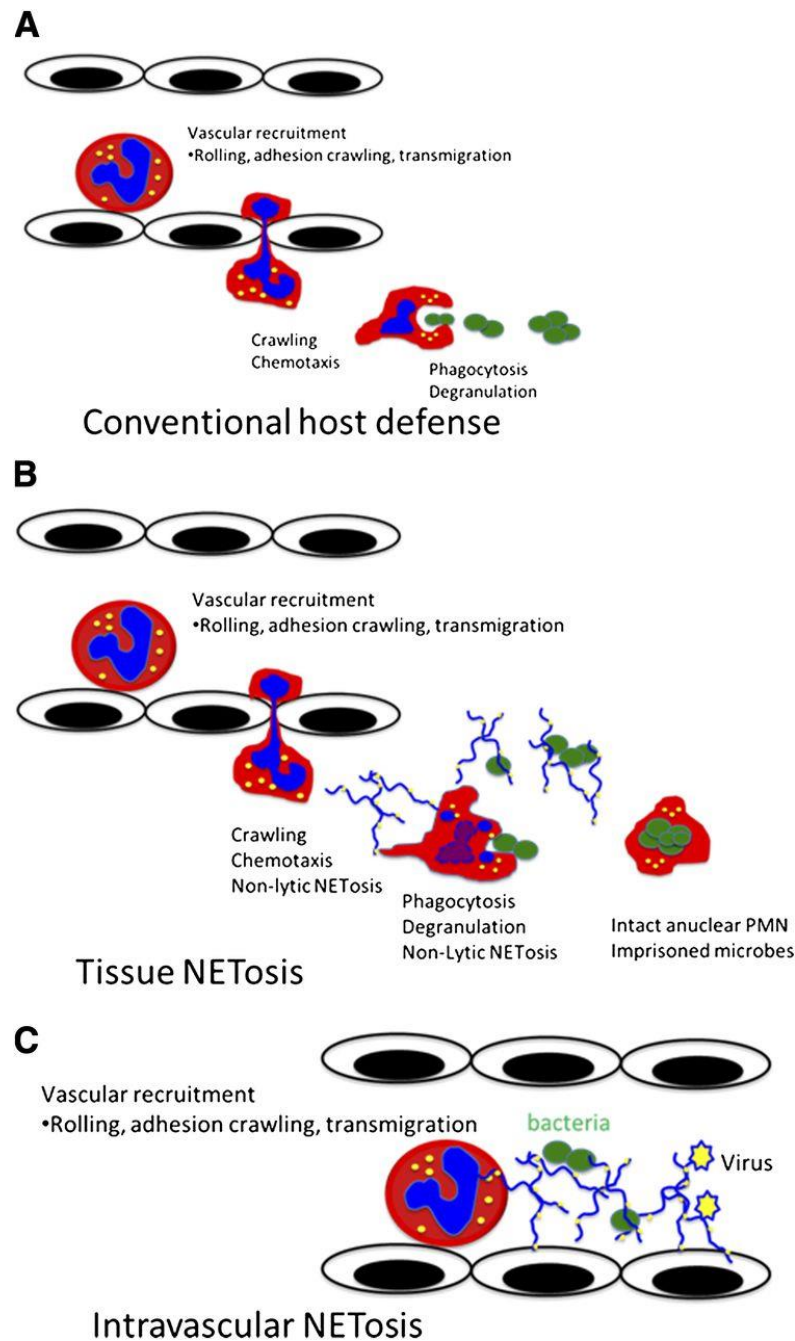 A
Vascular recruitment
•Rolling, adhesion crawling, transmigration
Crawling
Chemotaxis
Phagocytosis
Degranulation
Conventional host defense
B
Vascular recruitment
•Rolling, adhesion crawling, transmigration
Crawling
Chemotaxis
Non-lytic NETosis
Phagocytosis
Degranulation
Non-Lytic NETosis
Intact anuclear PMN
Imprisoned microbes
Tissue NETosis
C
Vascular recruitment
•Rolling, adhesion crawling, transmigration
bacteria
Virus
Intravascular NETosis